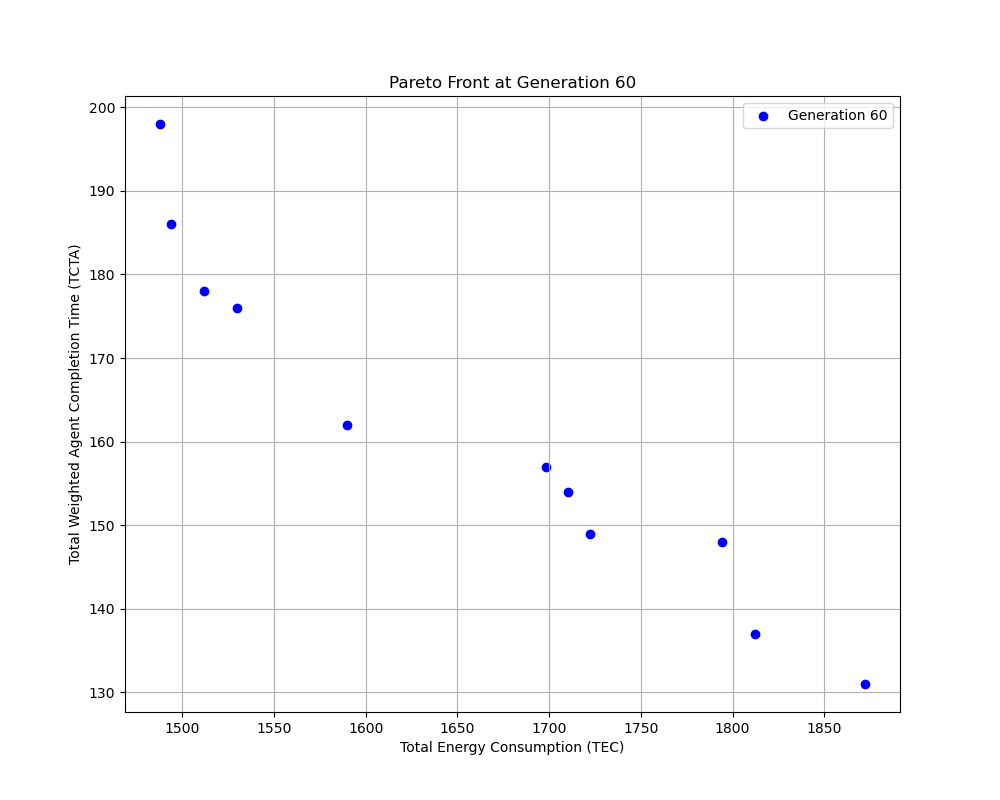 Pareto Front at Generation 60
Generation 60
Total Weighted Agent Completion Time (TCTA)
200
190
180
170
160
150
140
130
1500 1550 1600 1650 1700 1750 1800 1850
Total Energy Consumption (TEC)